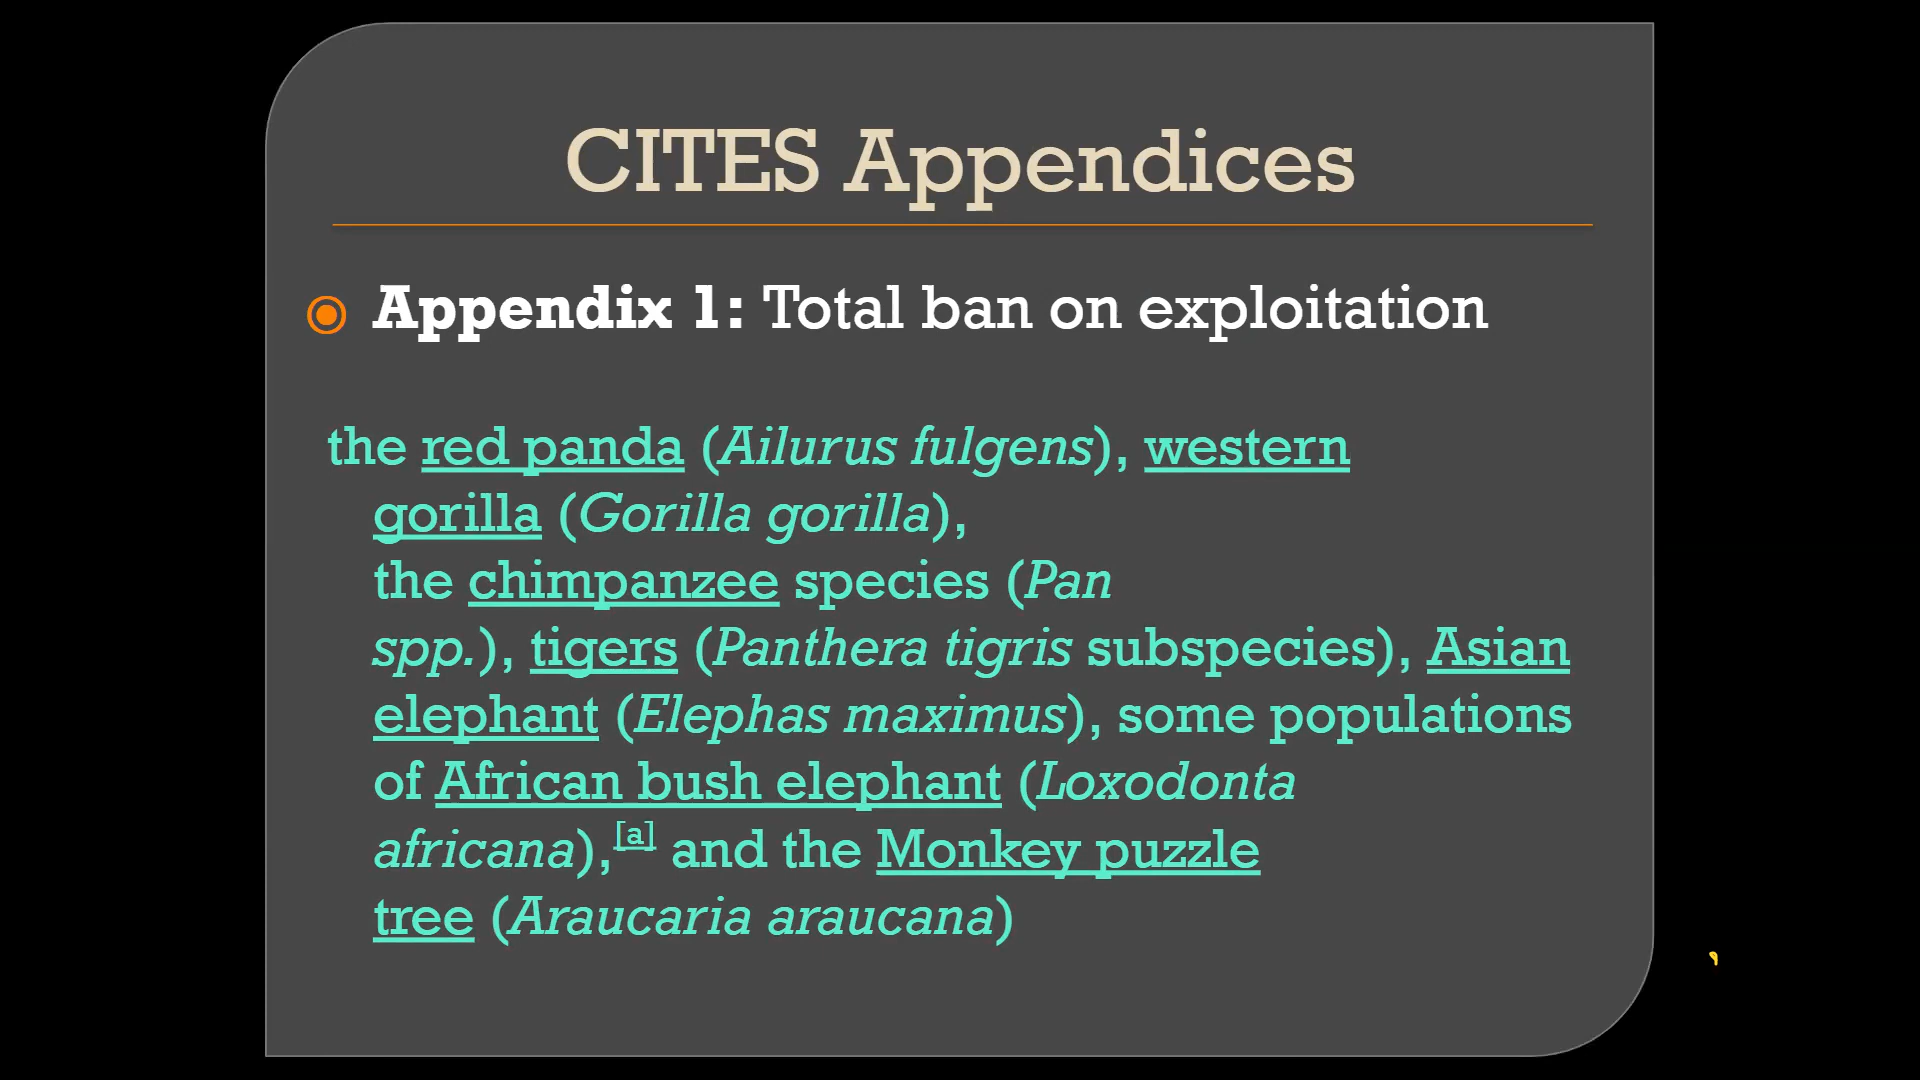 CITES Appendices
Appendix 1: Total ban on exploitation
the red panda (Ailurus fulgens), western
gorilla (Gorilla gorilla),
the chimpanzee species (Pan
spp.), tigers (Panthera tigris subspecies), Asian
elephant (Elephas maximus), some populations
of African bush elephant (Loxodonta
africana),[a] and the Monkey puzzle
tree (Araucaria araucana)